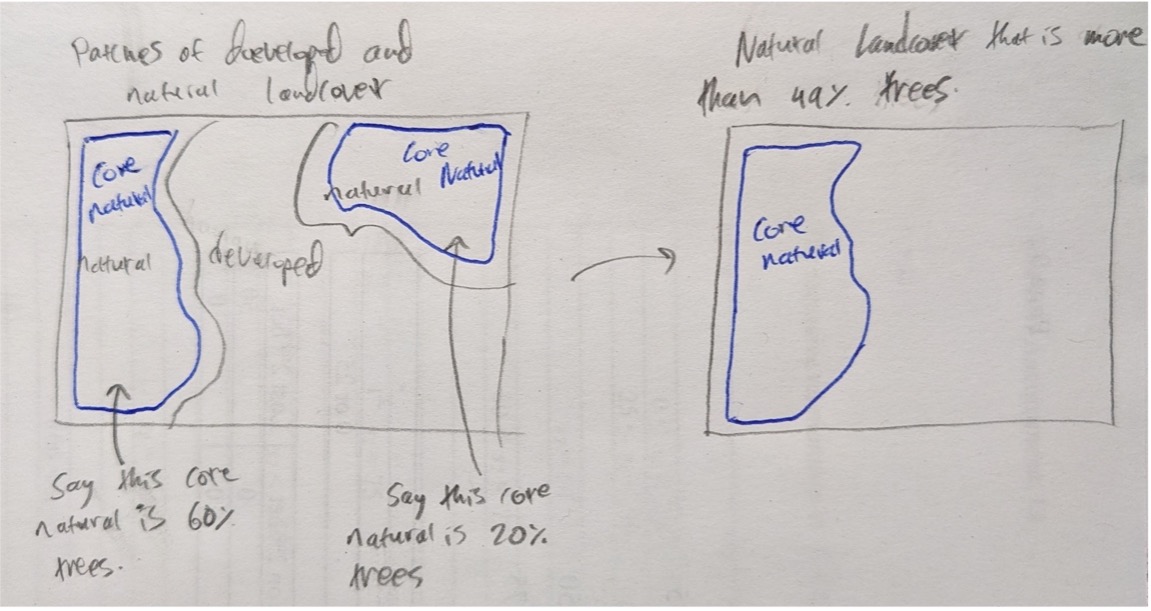 Patches of developed and
natural landcover
Core
natural
natural
developed
Core
Natural
natural
Say this core
natural is 60%
trees.
Say this core
natural is 20%
trees
Natural Landcover that is more
than say. trees.
Core
natural